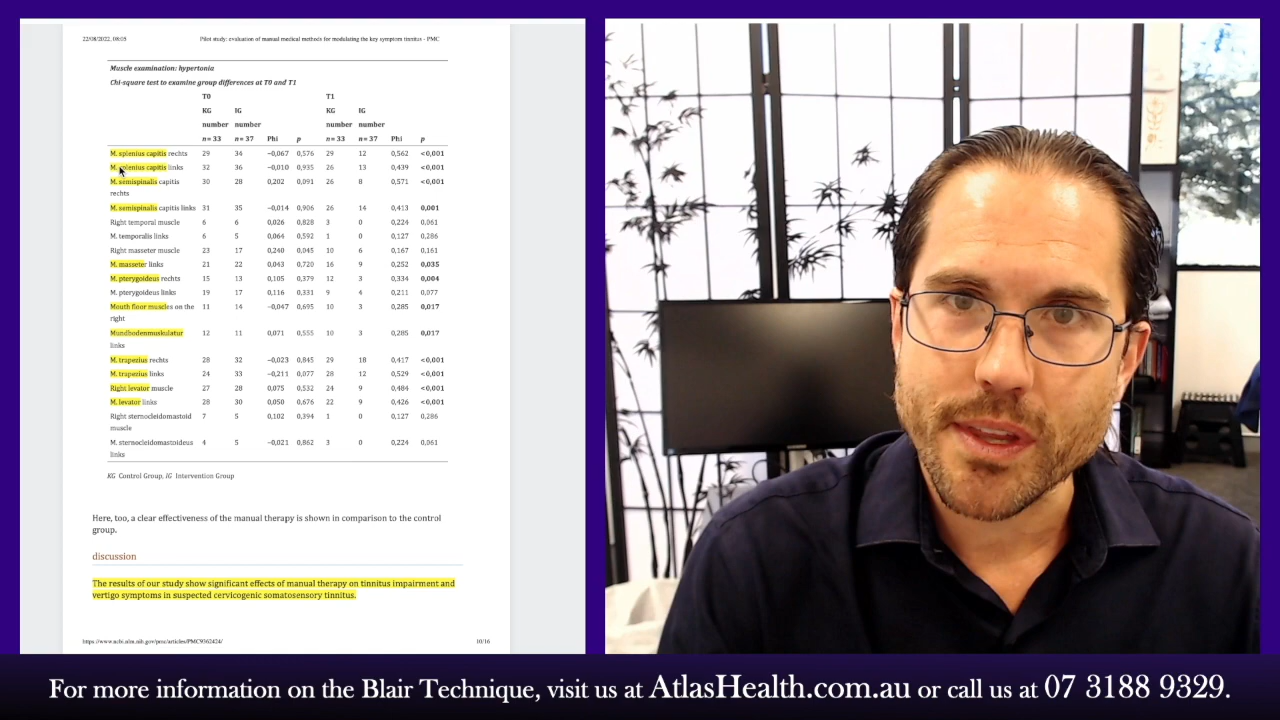 22/08/2022, 08:05 Pilot study: evaluation of manual medical methods for modulating the key symptom tinnitus - PMC
Muscle examination: hypertonia
Chi-square test to examine group differences at T0 and T1
T0 T1
KG IG KG IG
number number number number
n= 33 n= 37 Phi p n= 33 n= 37 Phi p
M. splenius capitis rechts 29 34 −0,067 0,576 29 12 0,562 <0,001
M. splenius capitis links 32 36 −0,010 0,935 26 13 0,439 <0,001
M. semispinalis capitis 30 28 0,202 0,091 26 8 0,571 <0,001
rechts
M. semispinalis capitis links 31 35 −0,014 0,906 26 14 0,413 0,001
Right temporal muscle 6 6 0,026 0,828 3 0 0,224 0,061
M. temporalis links 6 5 0,064 0,592 1 0 0,127 0,286
Right masseter muscle 23 17 0,240 0,045 10 6 0,167 0,161
M. masseter links 21 22 0,043 0,720 16 9 0,252 0,035
M. pterygoideus rechts 15 13 0,105 0,379 12 3 0,334 0,004
M. pterygoideus links 19 17 0,116 0,331 9 4 0,211 0,077
Mouth floor muscles on the 11 14 −0,047 0,695 10 3 0,285 0,017
right
Mundbodenmuskulatur 12 11 0,071 0,555 10 3 0,285 0,017
links
M. trapezius rechts 28 32 −0,023 0,845 29 18 0,417 <0,001
M. trapezius links 24 33 −0,211 0,077 28 12 0,529 <0,001
Right levator muscle 27 28 0,075 0,532 24 9 0,484 <0,001
M. levator links 28 30 0,050 0,676 22 9 0,426 <0,001
Right sternocleidomastoid 7 5 0,102 0,394 1 0 0,127 0,286
muscle
M. sternocleidomastoideus 4 5 −0,021 0,862 3 0 0,224 0,061
links
KG Control Group, IG Intervention Group
Here, too, a clear effectiveness of the manual therapy is shown in comparison to the control
group.
discussion
The results of our study show significant effects of manual therapy on tinnitus impairment and
vertigo symptoms in suspected cervicogenic somatosensory tinnitus.
https://www.ncbi.nlm.nih.gov/pmc/articles/PMC9362424/ 10/16
For more information on the Blair Technique, visit us at AtlasHealth.com.au or call us at 07 3188 9329.